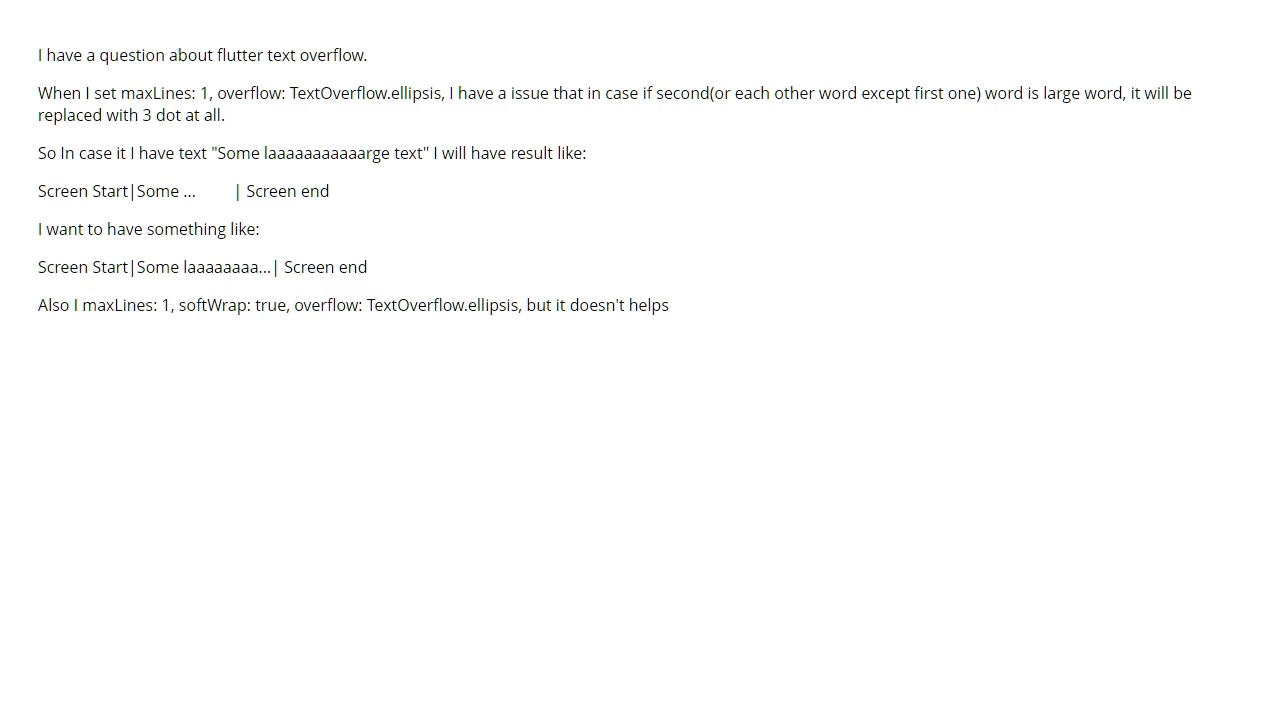 I have a question about flutter text overflow.
When I set maxLines: 1, overflow: TextOverflow.ellipsis, I have a issue that in case if second(or each other word except first one) word is large word, it will be
replaced with 3 dot at all.
So In case it I have text "Some laaaaaaaaaaarge text" I will have result like:
Screen Start|Some ...        | Screen end
I want to have something like:
Screen Start|Some laaaaaaaa...| Screen end
Also I maxLines: 1, softWrap: true, overflow: TextOverflow.ellipsis, but it doesn't helps